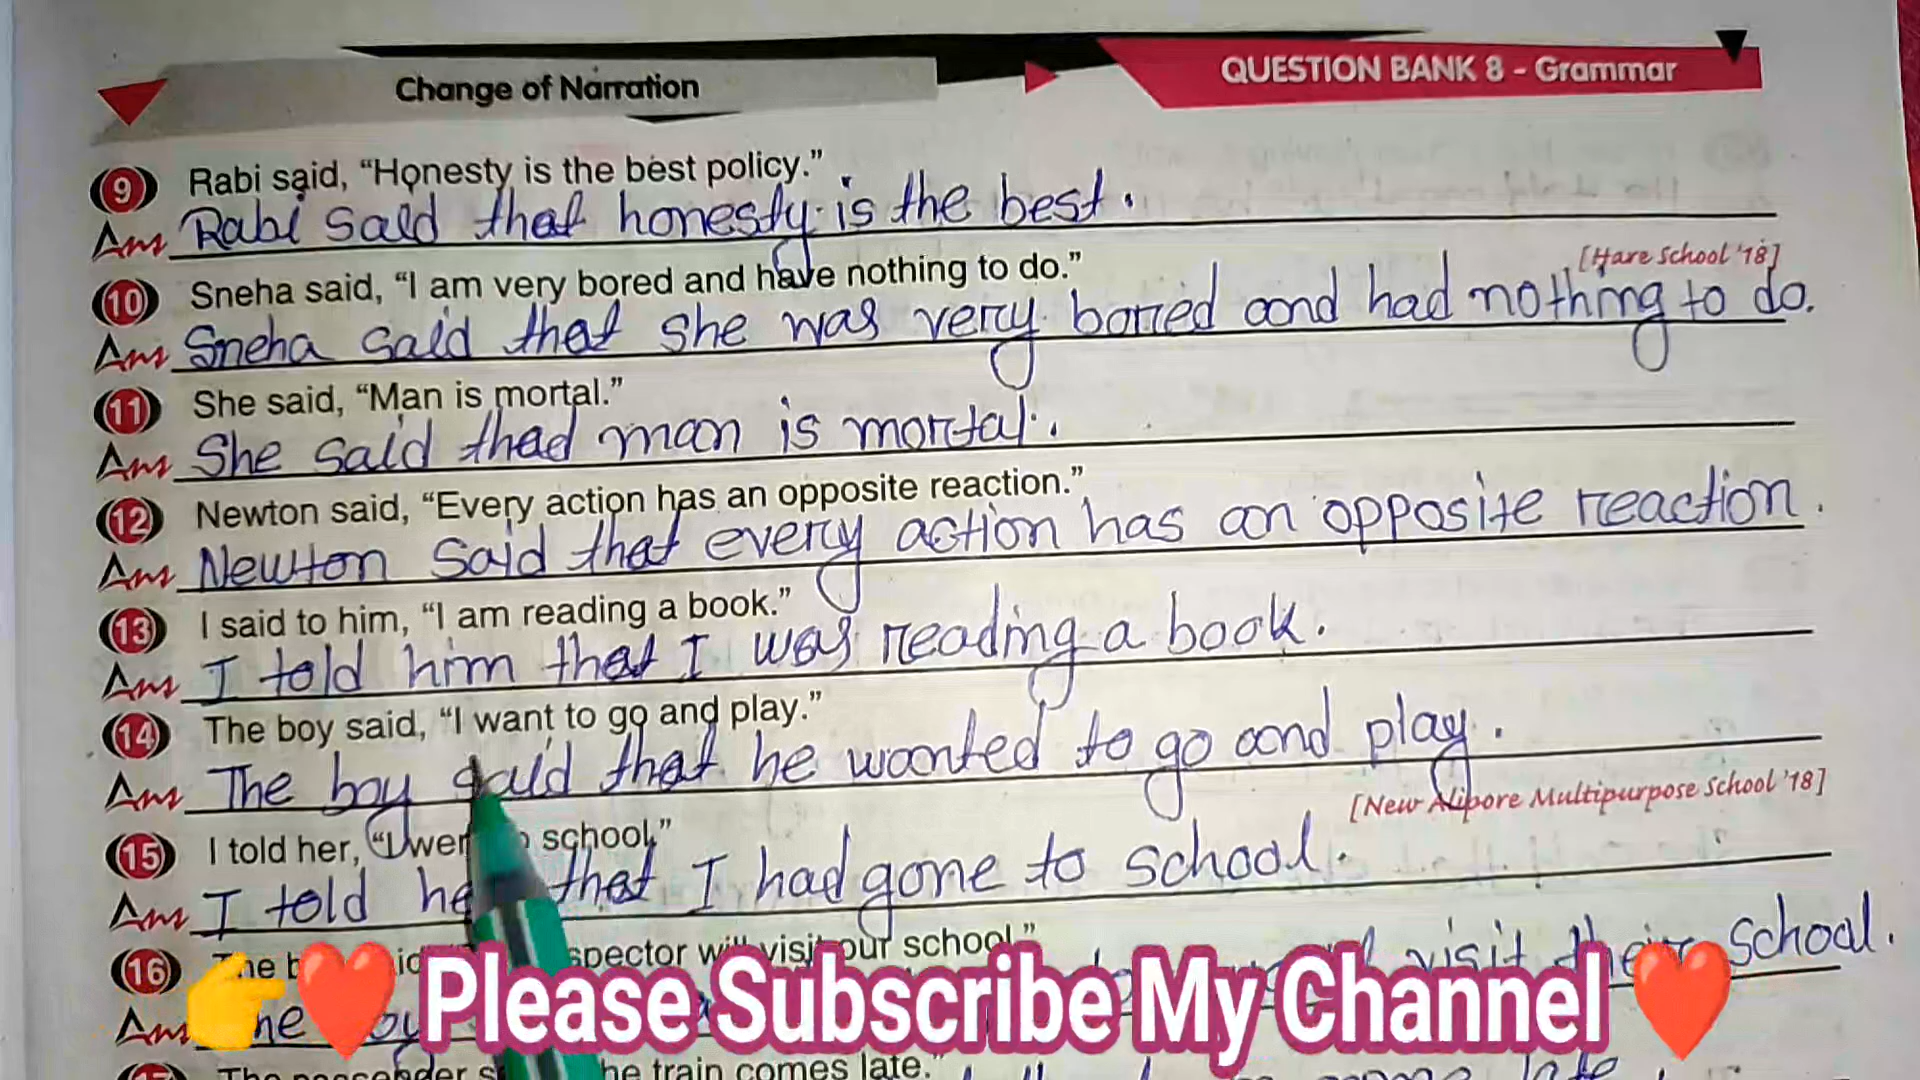 Change of Narration
QUESTION BANK 8 - Grammar
9 Rabi said, “Honesty is the best policy.”
Ans Rabi said that honesty is the best.
10 Sneha said, “I am very bored and have nothing to do.”
[Hare School '18]
Ans Sneha said that she was very bored and had nothing to do.
11 She said, “Man is mortal.”
Ans She said that man is mortal.
12 Newton said, “Every action has an opposite reaction.”
Ans Newton said that every action has an opposite reaction.
13 I said to him, “I am reading a book.”
Ans I told him that I was reading a book.
14 The boy said, “I want to go and play.”
Ans The boy said that he wanted to go and play.
[New Alipore Multipurpose School '18]
15 I told her, “I school.”
Ans I told that I had gone to school.
16 will visit our school.”
Ans visit their school.
Please Subscribe My Channel
train comes late.”